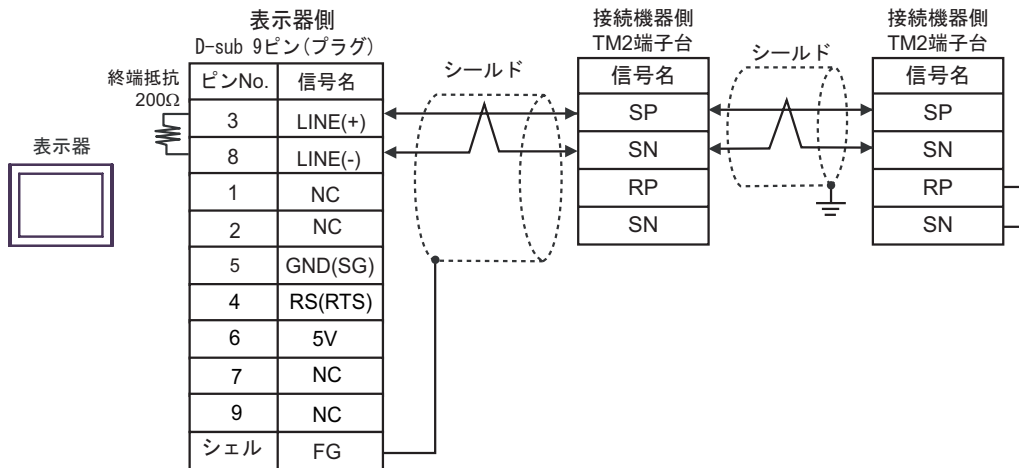 表示器側
D-sub 9ピン(プラグ)
終端抵抗
200Ω
表示器
ピンNo. 信号名
3 LINE(+)
8 LINE(-)
1 NC
2 NC
5 GND(SG)
4 RS(RTS)
6 5V
7 NC
9 NC
シェル FG
シールド
接続機器側
TM2端子台
信号名
SP
SN
RP
SN
シールド
接続機器側
TM2端子台
信号名
SP
SN
RP
SN